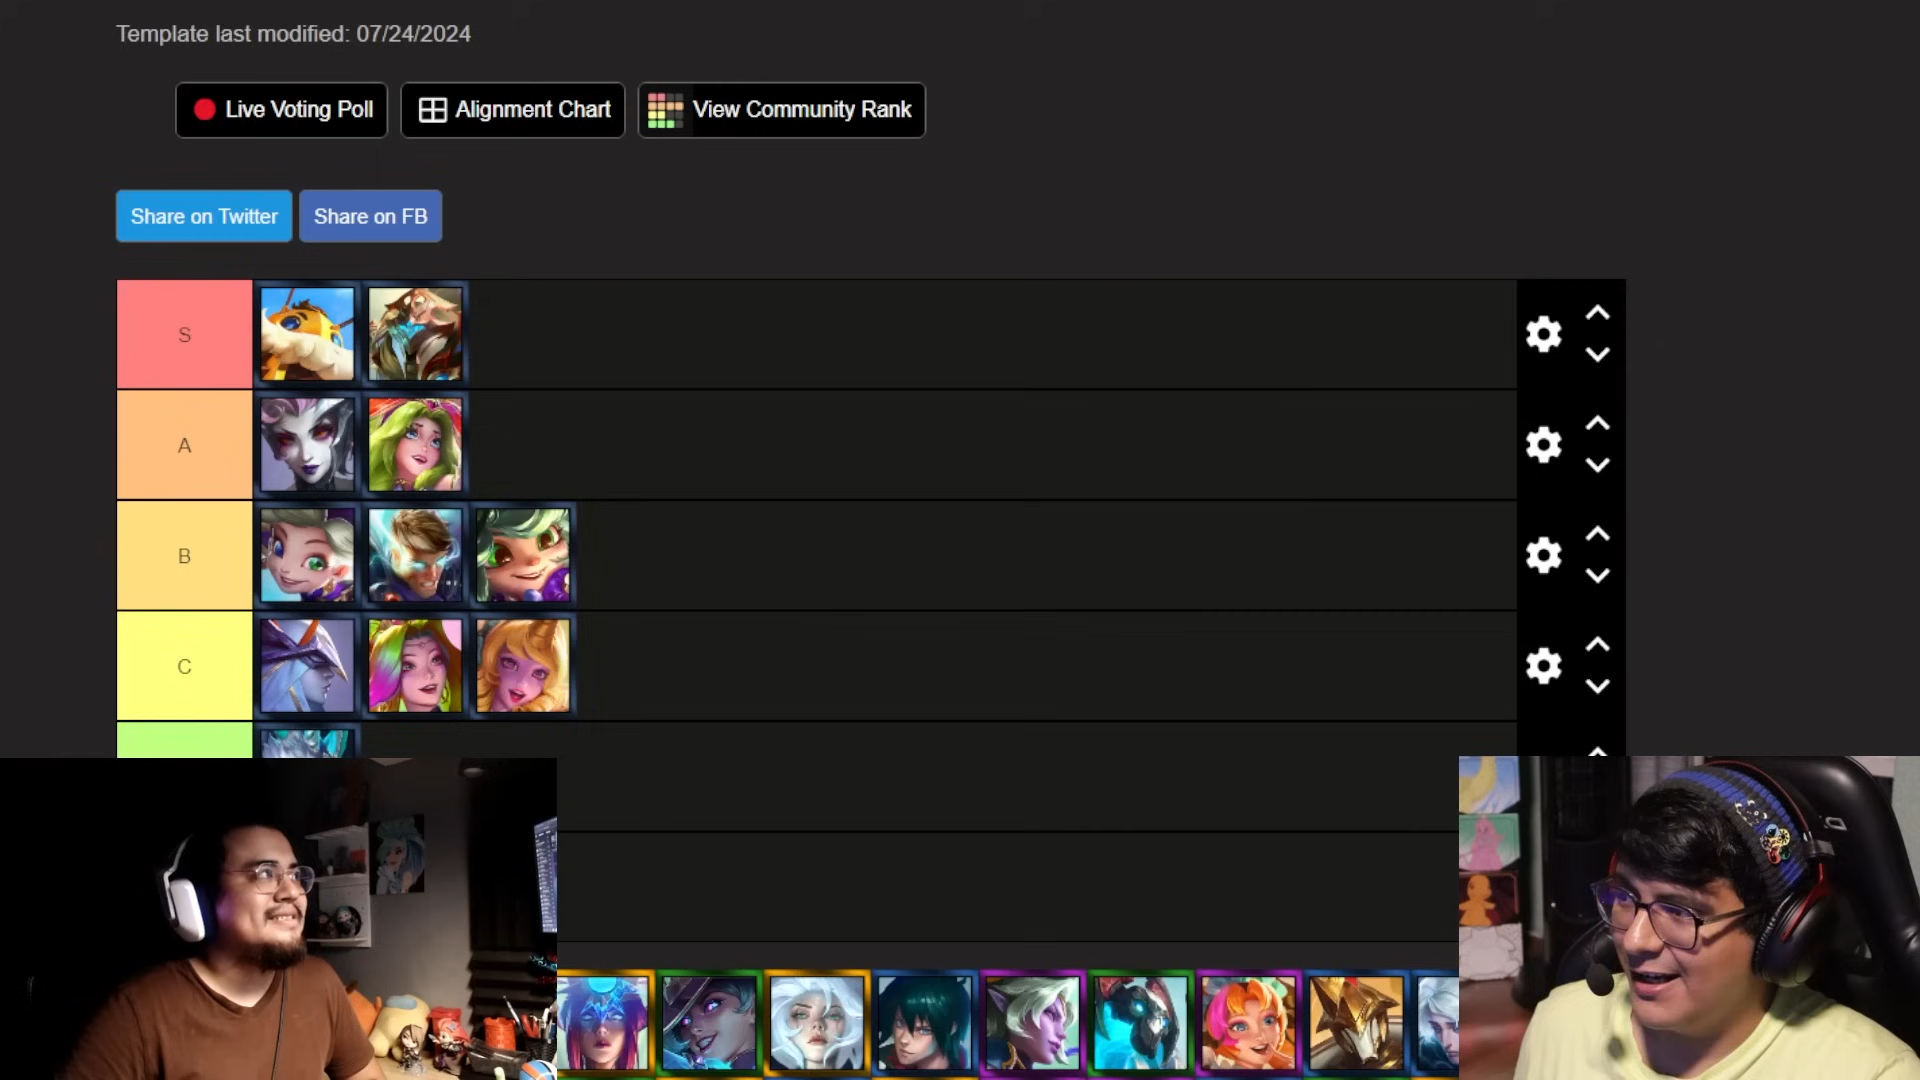 Template last modified: 07/24/2024
Live Voting Poll
Alignment Chart
View Community Rank
Share on Twitter
Share on FB
S
A
B
C